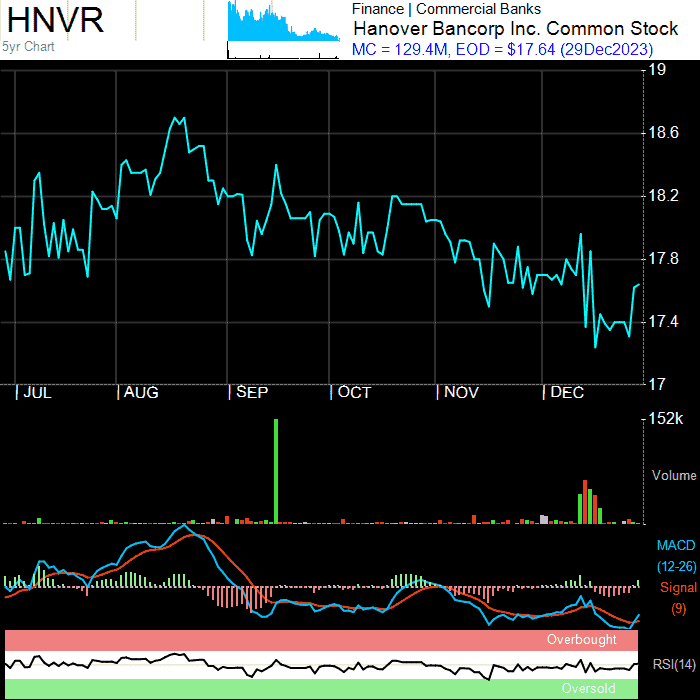 HNVR
5yr Chart
Finance | Commercial Banks
Hanover Bancorp Inc. Common Stock
MC = 129.4M, EOD = $17.64 (29Dec2023)
19
18.6
18.2
17.8
17.4
17
| JUL | AUG | SEP | OCT | NOV | DEC
152k
Volume
MACD
(12-26)
Signal
(9)
Overbought
RSI(14)
Oversold